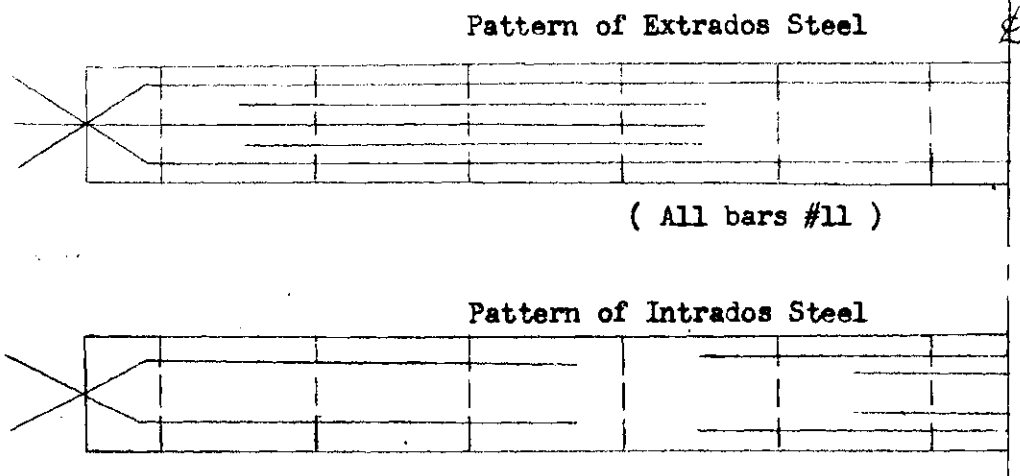 Pattern of Extrados Steel
℄
( All bars #11 )
Pattern of Intrados Steel